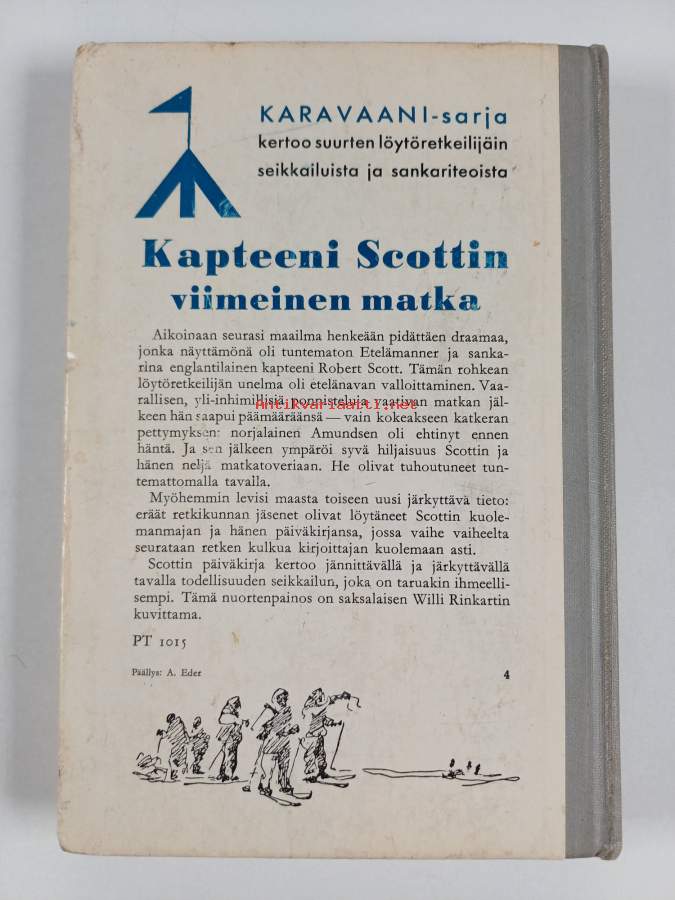 KARAVAANI-sarja
kertoo suurten löytöretkeilijäin
seikkailuista ja sankariteoista
Kapteeni Scottin
viimeinen matka
Aikoinaan seurasi maailma henkeään pidättäen draamaa,
jonka näyttämönä oli tuntematon Etelämanner ja sanka-
rina englantilainen kapteeni Robert Scott. Tämän rohkean
löytöretkeilijän unelma oli etelänavan valloittaminen. Vaa-
rallisen, yli-inhimillisiä ponnisteluja vaativan matkan jäl-
Antikvariaatti.net
keen hän saapui päämääräänsä — vain kokeakseen katkeran
pettymyksen: norjalainen Amundsen oli ehtinyt ennen
häntä. Ja sen jälkeen ympäröi syvä hiljaisuus Scottin ja
hänen neljä matkatoveriaan. He olivat tuhoutuneet tun-
temattomalla tavalla.
Myöhemmin levisi maasta toiseen uusi järkyttävä tieto:
eräät retkikunnan jäsenet olivat löytäneet Scottin kuole-
manmajan ja hänen päiväkirjansa, jossa vaihe vaiheelta
seurataan retken kulkua kirjoittajan kuolemaan asti.
Scottin päiväkirja kertoo jännittävällä ja järkyttävällä
tavalla todellisuuden seikkailun, joka on taruakin ihmeelli-
sempi. Tämä nuortenpainos on saksalaisen Willi Rinkartin
kuvittama.
PT 1015
Päällys: A. Eder 4